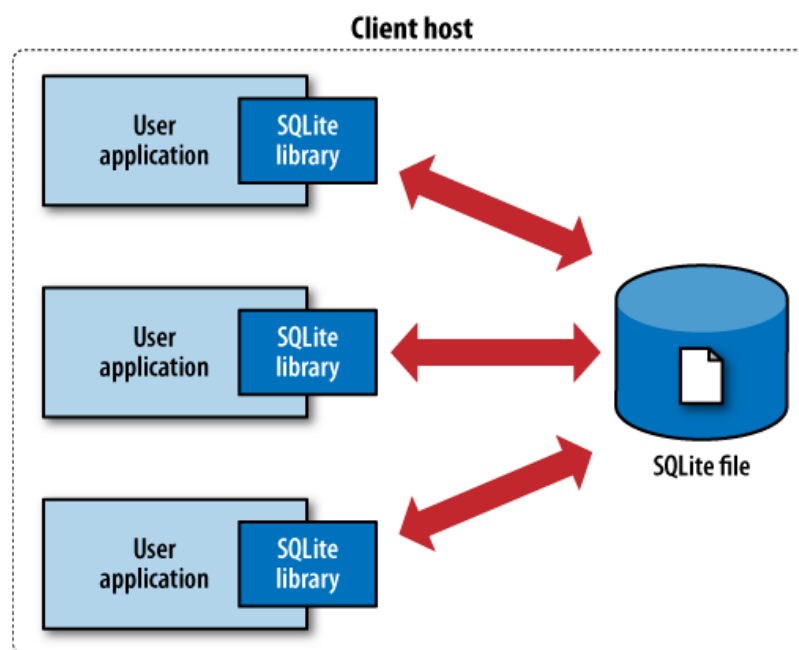 Client host
User
application
SQLite
library
User
application
SQLite
library
SQLite file
User
application
SQLite
library